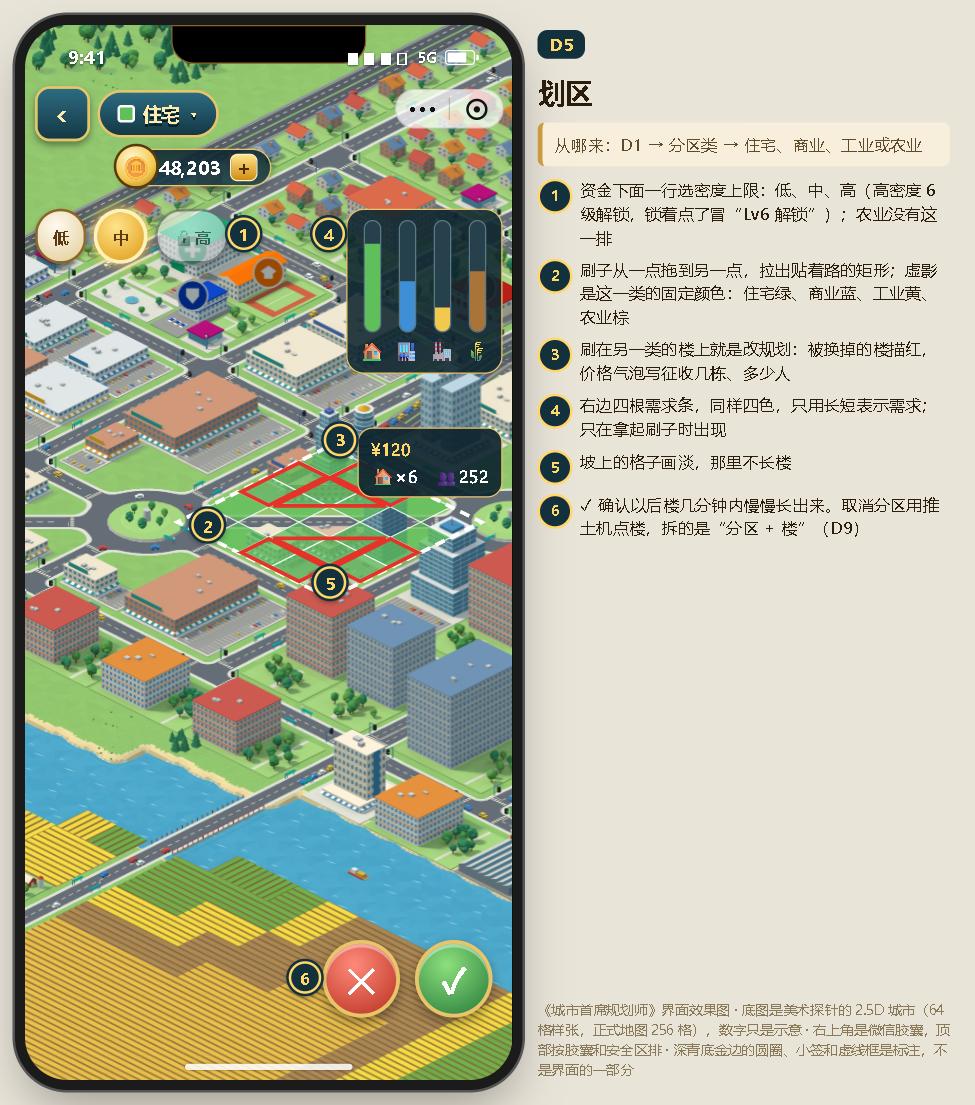 9:41
5G
住宅
48,203
+
低
中
高
1
4
3
¥120
×6
252
2
5
6
D5
划区
从哪来：D1 → 分区类 → 住宅、商业、工业或农业
1
资金下面一行选密度上限：低、中、高（高密度 6
级解锁，锁着点了冒“Lv6 解锁”）；农业没有这
一排
2
刷子从一点拖到另一点，拉出贴着路的矩形；虚影
是这一类的固定颜色：住宅绿、商业蓝、工业黄、
农业棕
3
刷在另一类的楼上就是改规划：被换掉的楼描红，
价格气泡写征收几栋、多少人
4
右边四根需求条，同样四色，只用长短表示需求；
只在拿起刷子时出现
5
坡上的格子画淡，那里不长楼
6
✓ 确认以后楼几分钟内慢慢长出来。取消分区用推
土机点楼，拆的是“分区 + 楼”（D9）
《城市首席规划师》界面效果图 · 底图是美术探针的 2.5D 城市（64
格样张，正式地图 256 格），数字只是示意 · 右上角是微信胶囊，顶
部按胶囊和安全区排 · 深青底金边的圆圈、小签和虚线框是标注，不
是界面的一部分